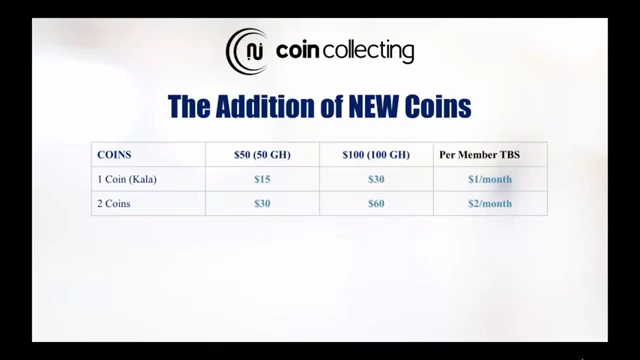 coin collecting
The Addition of NEW Coins
COINS $50 (50 GH) $100 (100 GH) Per Member TBS
1 Coin (Kala) $15 $30 $1/month
2 Coins $30 $60 $2/month